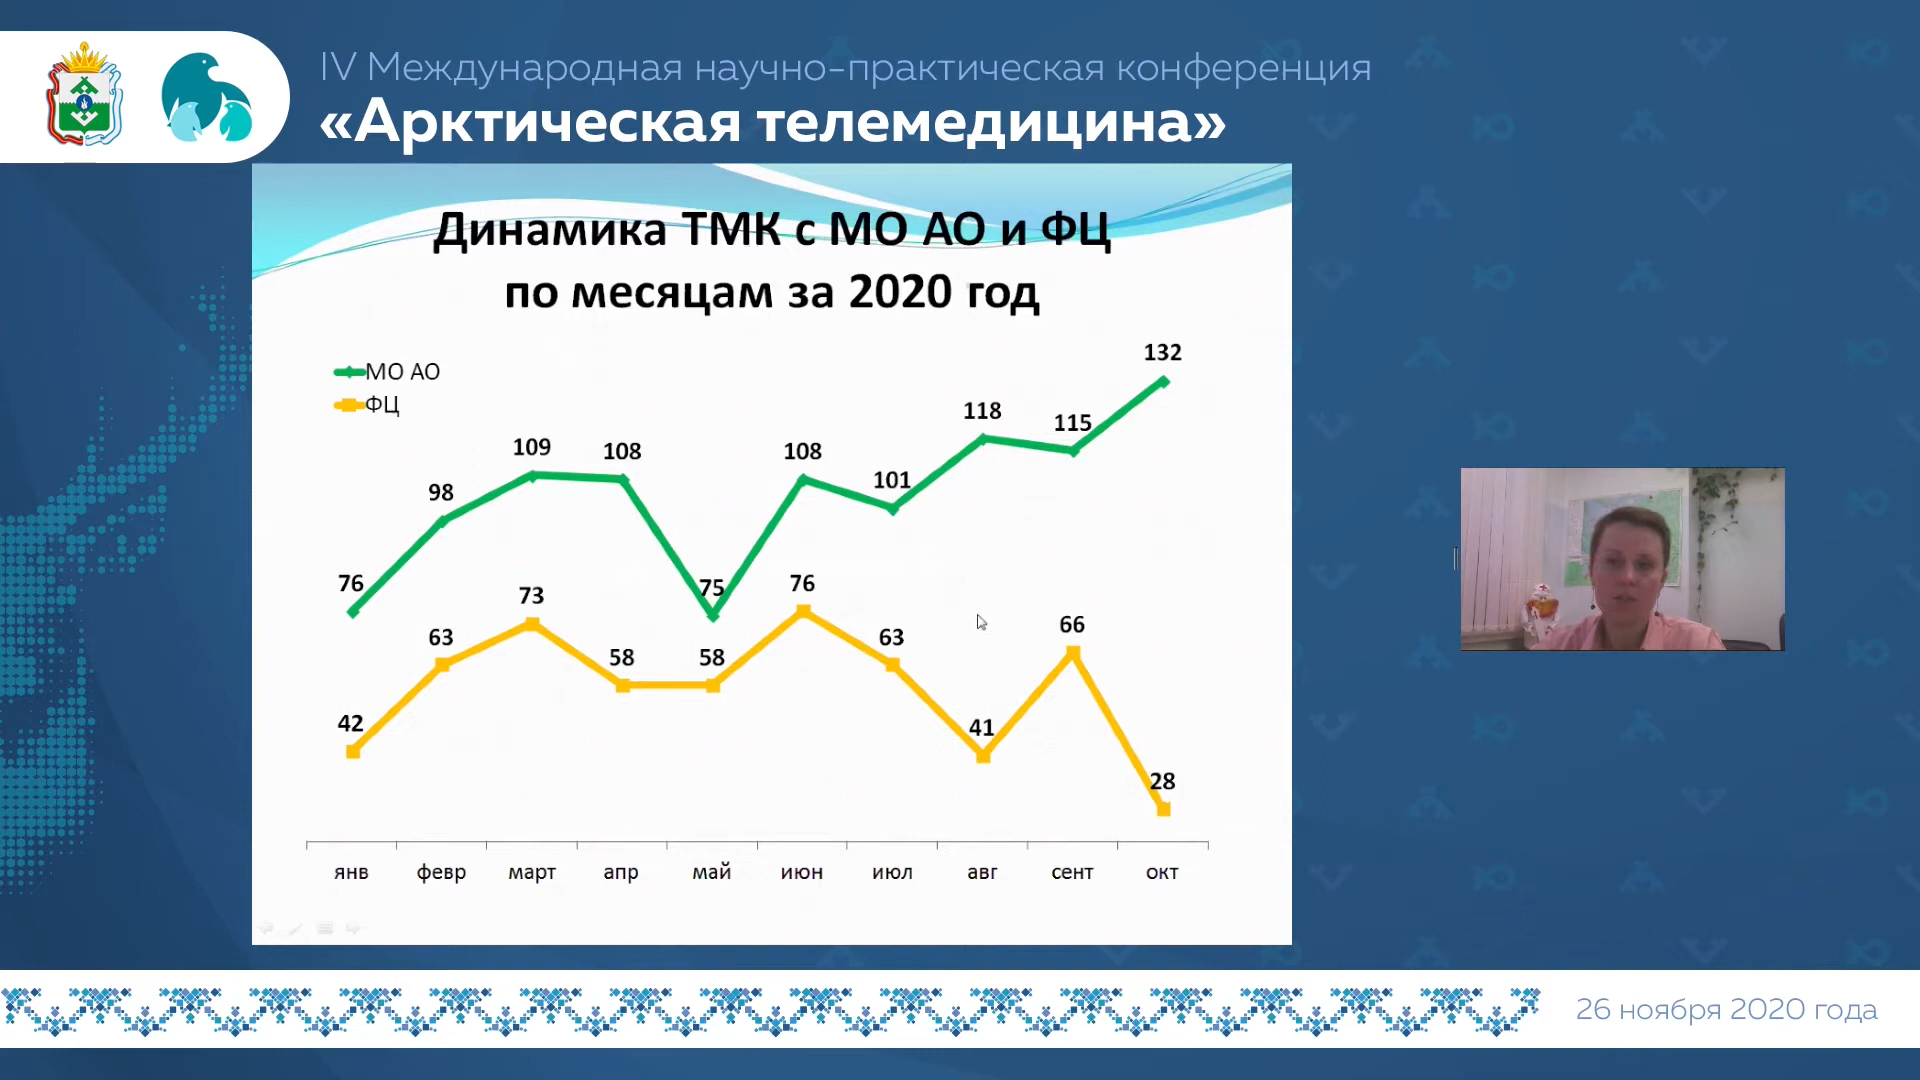 IV Международная научно-практическая конференция
«Арктическая телемедицина»
Динамика ТМК с МО АО и ФЦ
по месяцам за 2020 год
МО АО
ФЦ
76 98 109 108 75 108 101 118 115 132
42 63 73 58 58 76 63 41 66 28
янв февр март апр май июн июл авг сент окт
26 ноября 2020 года